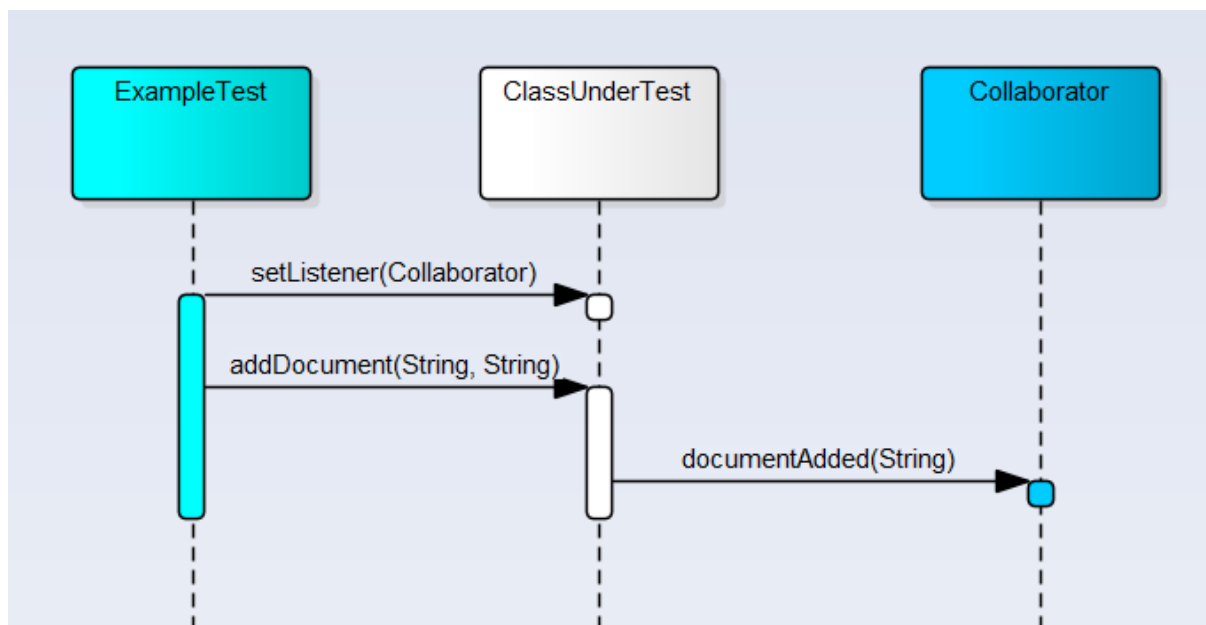 ExampleTest
ClassUnderTest
Collaborator
setListener(Collaborator)
addDocument(String, String)
documentAdded(String)